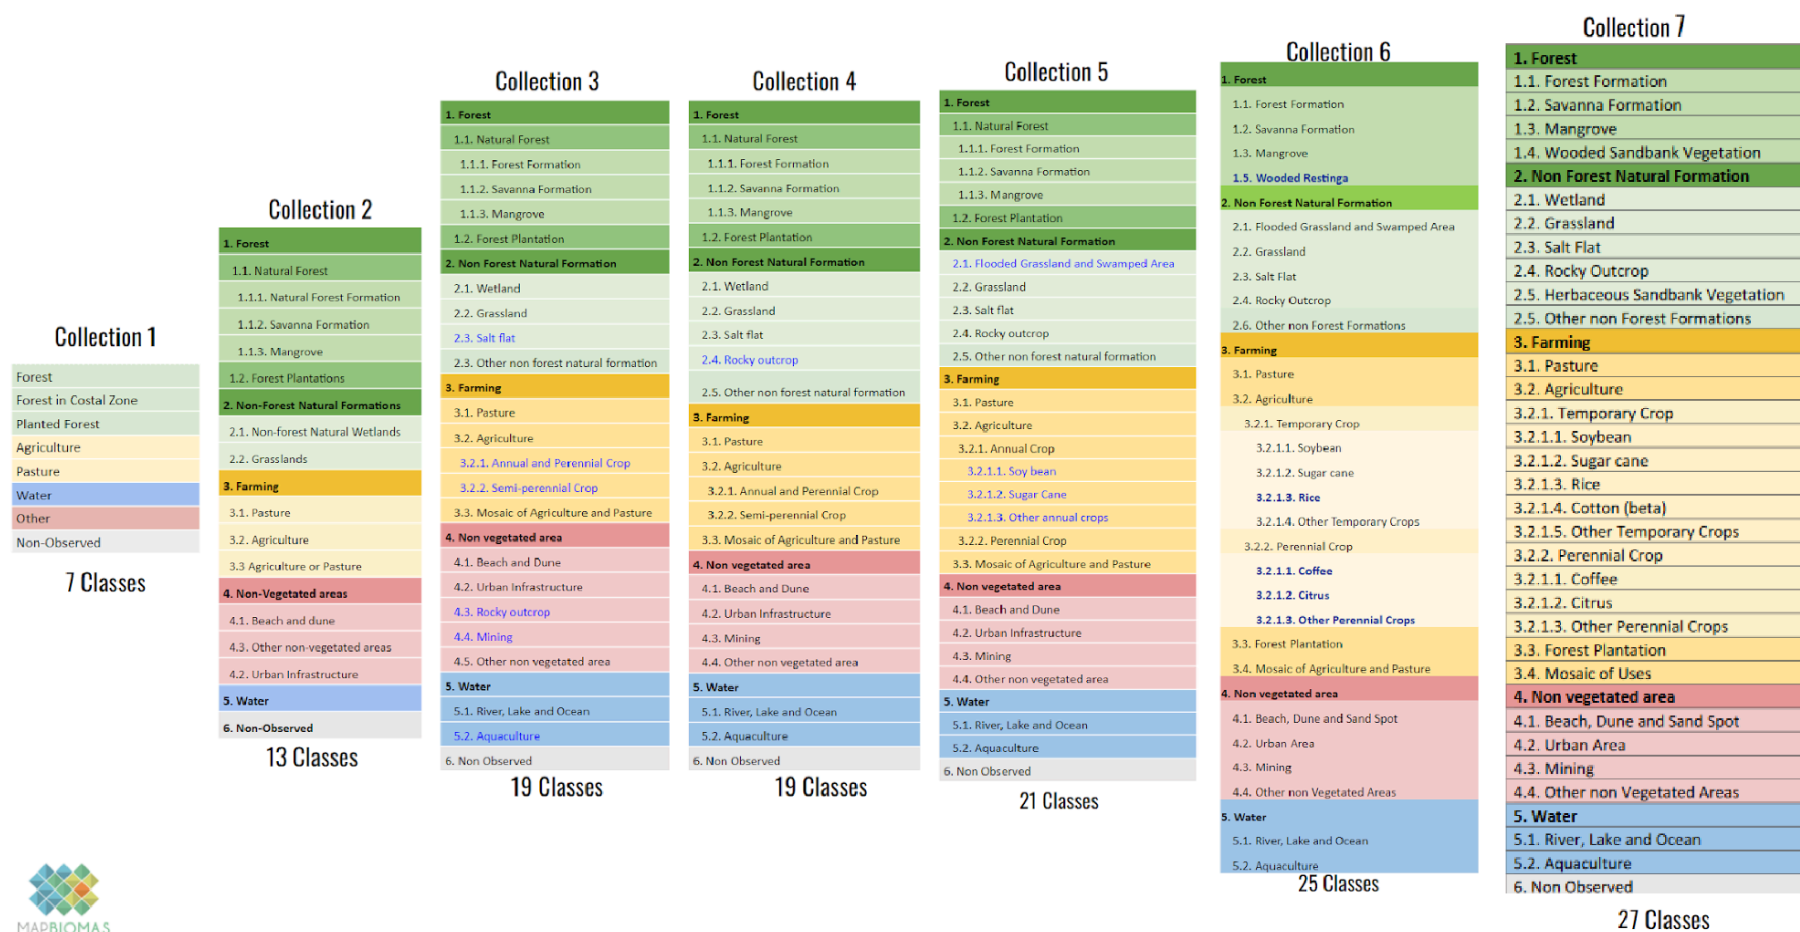 Collection 1
Forest
Forest in Costal Zone
Planted Forest
Agriculture
Pasture
Water
Other
Non-Observed
7 Classes
Collection 2
1. Forest
1.1. Natural Forest
1.1.1. Natural Forest Formation
1.1.2. Savanna Formation
1.1.3. Mangrove
1.2. Forest Plantations
2. Non-Forest Natural Formations
2.1. Non-forest Natural Wetlands
2.2. Grasslands
3. Farming
3.1. Pasture
3.2. Agriculture
3.3 Agriculture or Pasture
4. Non-Vegetated areas
4.1. Beach and dune
4.3. Other non-vegetated areas
4.2. Urban Infrastructure
5. Water
6. Non-Observed
13 Classes
Collection 3
1. Forest
1.1. Natural Forest
1.1.1. Forest Formation
1.1.2. Savanna Formation
1.1.3. Mangrove
1.2. Forest Plantation
2. Non Forest Natural Formation
2.1. Wetland
2.2. Grassland
2.3. Salt flat
2.3. Other non forest natural formation
3. Farming
3.1. Pasture
3.2. Agriculture
3.2.1. Annual and Perennial Crop
3.2.2. Semi-perennial Crop
3.3. Mosaic of Agriculture and Pasture
4. Non vegetated area
4.1. Beach and Dune
4.2. Urban Infrastructure
4.3. Rocky outcrop
4.4. Mining
4.5. Other non vegetated area
5. Water
5.1. River, Lake and Ocean
5.2. Aquaculture
6. Non Observed
19 Classes
Collection 4
1. Forest
1.1. Natural Forest
1.1.1. Forest Formation
1.1.2. Savanna Formation
1.1.3. Mangrove
1.2. Forest Plantation
2. Non Forest Natural Formation
2.1. Wetland
2.2. Grassland
2.3. Salt flat
2.4. Rocky outcrop
2.5. Other non forest natural formation
3. Farming
3.1. Pasture
3.2. Agriculture
3.2.1. Annual and Perennial Crop
3.2.2. Semi-perennial Crop
3.3. Mosaic of Agriculture and Pasture
4. Non vegetated area
4.1. Beach and Dune
4.2. Urban Infrastructure
4.3. Mining
4.4. Other non vegetated area
5. Water
5.1. River, Lake and Ocean
5.2. Aquaculture
6. Non Observed
19 Classes
Collection 5
1. Forest
1.1. Natural Forest
1.1.1. Forest Formation
1.1.2. Savanna Formation
1.1.3. Mangrove
1.2. Forest Plantation
2. Non Forest Natural Formation
2.1. Flooded Grassland and Swamped Area
2.2. Grassland
2.3. Salt flat
2.4. Rocky outcrop
2.5. Other non forest natural formation
3. Farming
3.1. Pasture
3.2. Agriculture
3.2.1. Annual Crop
3.2.1.1. Soy bean
3.2.1.2. Sugar Cane
3.2.1.3. Other annual crops
3.2.2. Perennial Crop
3.3. Mosaic of Agriculture and Pasture
4. Non vegetated area
4.1. Beach and Dune
4.2. Urban Infrastructure
4.3. Mining
4.4. Other non vegetated area
5. Water
5.1. River, Lake and Ocean
5.2. Aquaculture
6. Non Observed
21 Classes
Collection 6
1. Forest
1.1. Forest Formation
1.2. Savanna Formation
1.3. Mangrove
1.5. Wooded Restinga
2. Non Forest Natural Formation
2.1. Flooded Grassland and Swamped Area
2.2. Grassland
2.3. Salt Flat
2.4. Rocky Outcrop
2.6. Other non Forest Formations
3. Farming
3.1. Pasture
3.2. Agriculture
3.2.1. Temporary Crop
3.2.1.1. Soybean
3.2.1.2. Sugar cane
3.2.1.3. Rice
3.2.1.4. Other Temporary Crops
3.2.2. Perennial Crop
3.2.1.1. Coffee
3.2.1.2. Citrus
3.2.1.3. Other Perennial Crops
3.3. Forest Plantation
3.4. Mosaic of Agriculture and Pasture
4. Non vegetated area
4.1. Beach, Dune and Sand Spot
4.2. Urban Area
4.3. Mining
4.4. Other non Vegetated Areas
5. Water
5.1. River, Lake and Ocean
5.2. Aquaculture
25 Classes
Collection 7
1. Forest
1.1. Forest Formation
1.2. Savanna Formation
1.3. Mangrove
1.4. Wooded Sandbank Vegetation
2. Non Forest Natural Formation
2.1. Wetland
2.2. Grassland
2.3. Salt Flat
2.4. Rocky Outcrop
2.5. Herbaceous Sandbank Vegetation
2.5. Other non Forest Formations
3. Farming
3.1. Pasture
3.2. Agriculture
3.2.1. Temporary Crop
3.2.1.1. Soybean
3.2.1.2. Sugar cane
3.2.1.3. Rice
3.2.1.4. Cotton (beta)
3.2.1.5. Other Temporary Crops
3.2.2. Perennial Crop
3.2.1.1. Coffee
3.2.1.2. Citrus
3.2.1.3. Other Perennial Crops
3.3. Forest Plantation
3.4. Mosaic of Uses
4. Non vegetated area
4.1. Beach, Dune and Sand Spot
4.2. Urban Area
4.3. Mining
4.4. Other non Vegetated Areas
5. Water
5.1. River, Lake and Ocean
5.2. Aquaculture
6. Non Observed
27 Classes
MAPBIOMAS